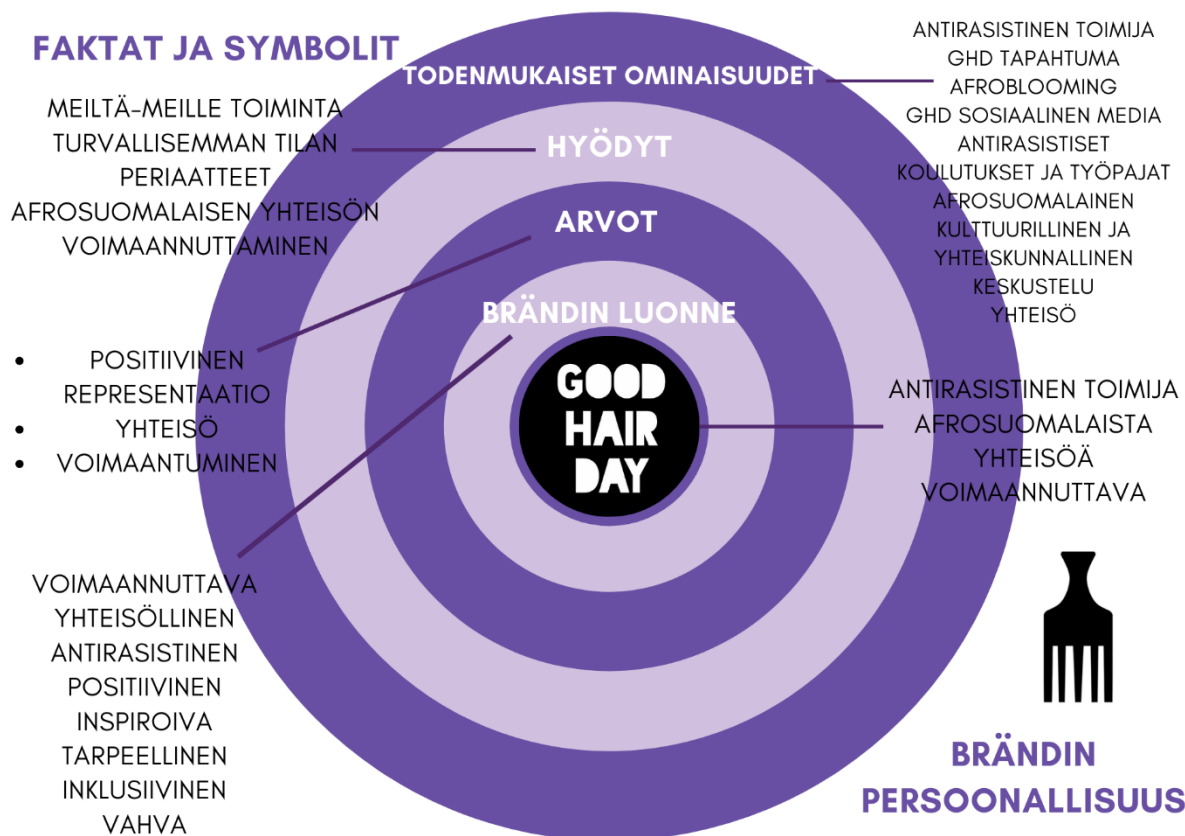 FAKTAT JA SYMBOLIT
MEILTÄ-MEILLE TOIMINTA
TURVALLISEMMAN TILAN
PERIAATTEET
AFROSUOMALAISEN YHTEISÖN
VOIMAANNUTTAMINEN
• POSITIIVINEN
REPRESENTAATIO
• YHTEISÖ
• VOIMAANTUMINEN
VOIMAANNUTTAVA
YHTEISÖLLINEN
ANTIRASISTINEN
POSITIIVINEN
INSPIROIVA
TARPEELLINEN
INKLUSIIVINEN
VAHVA
TODENMUKAISET OMINAISUUDET
HYÖDYT
ARVOT
BRÄNDIN LUONNE
GOOD
HAIR
DAY
ANTIRASISTINEN TOIMIJA
GHD TAPAHTUMA
AFROBLOOMING
GHD SOSIAALINEN MEDIA
ANTIRASISTISET
KOULUTUKSET JA TYÖPAJAT
AFROSUOMALAINEN
KULTTUURILLINEN JA
YHTEISKUNNALLINEN
KESKUSTELU
YHTEISÖ
ANTIRASISTINEN TOIMIJA
AFROSUOMALAISTA
YHTEISÖÄ
VOIMAANNUTTAVA
BRÄNDIN
PERSOONALLISUUS